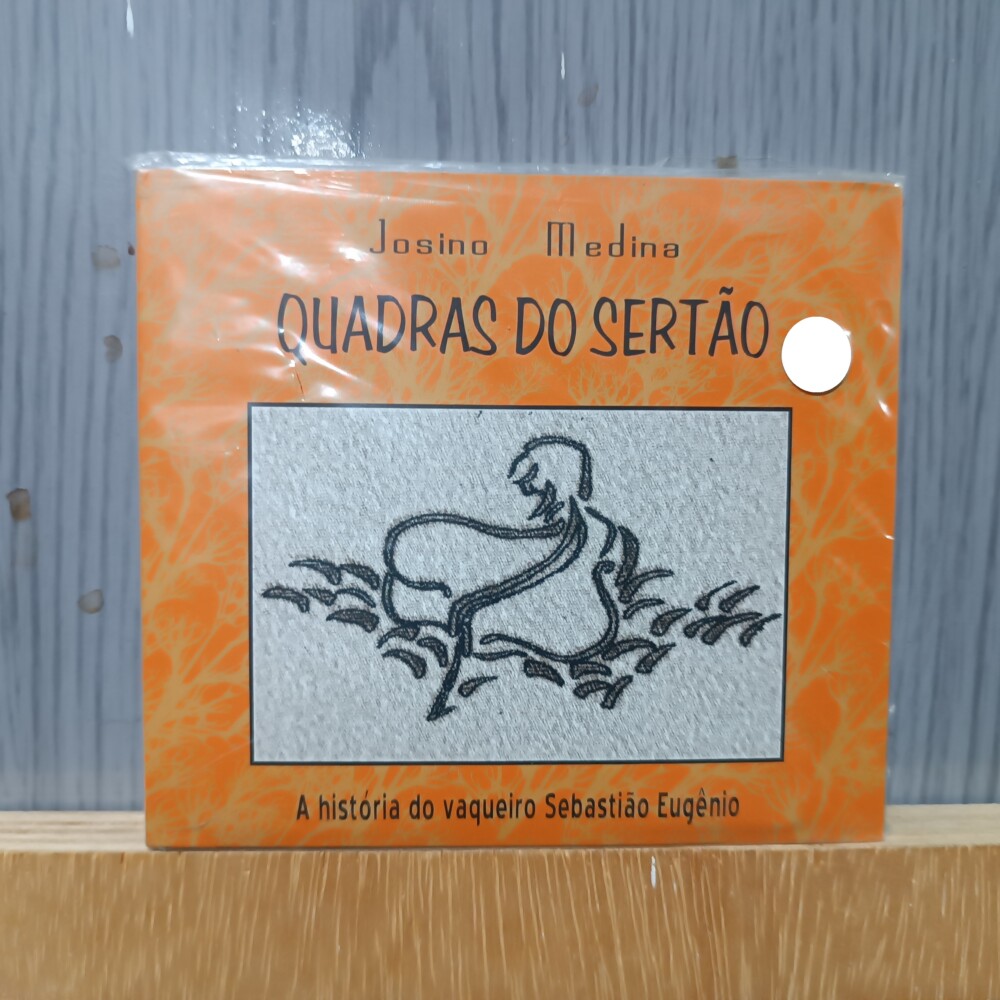 Josino Medina
QUADRAS DO SERTÃO
A história do vaqueiro Sebastião Eugênio